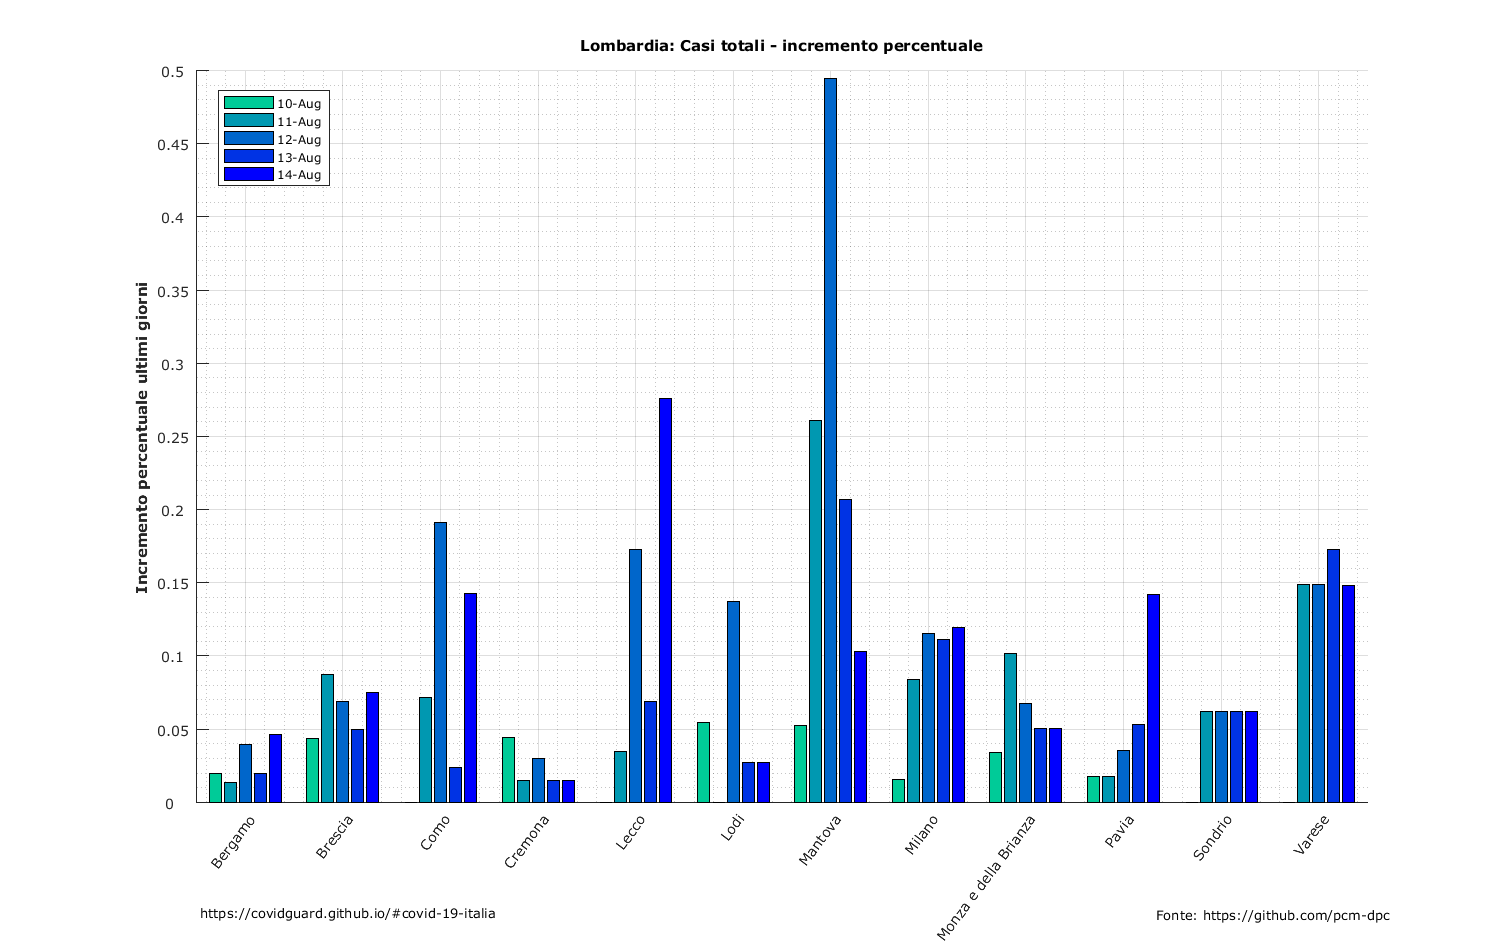 Lombardia: Casi totali - incremento percentuale
Incremento percentuale ultimi giorni
0.5
0.45
0.4
0.35
0.3
0.25
0.2
0.15
0.1
0.05
0
10-Aug
11-Aug
12-Aug
13-Aug
14-Aug
Bergamo
Brescia
Como
Cremona
Lecco
Lodi
Mantova
Milano
Monza e della Brianza
Pavia
Sondrio
Varese
https://covidguard.github.io/#covid-19-italia
Fonte: https://github.com/pcm-dpc